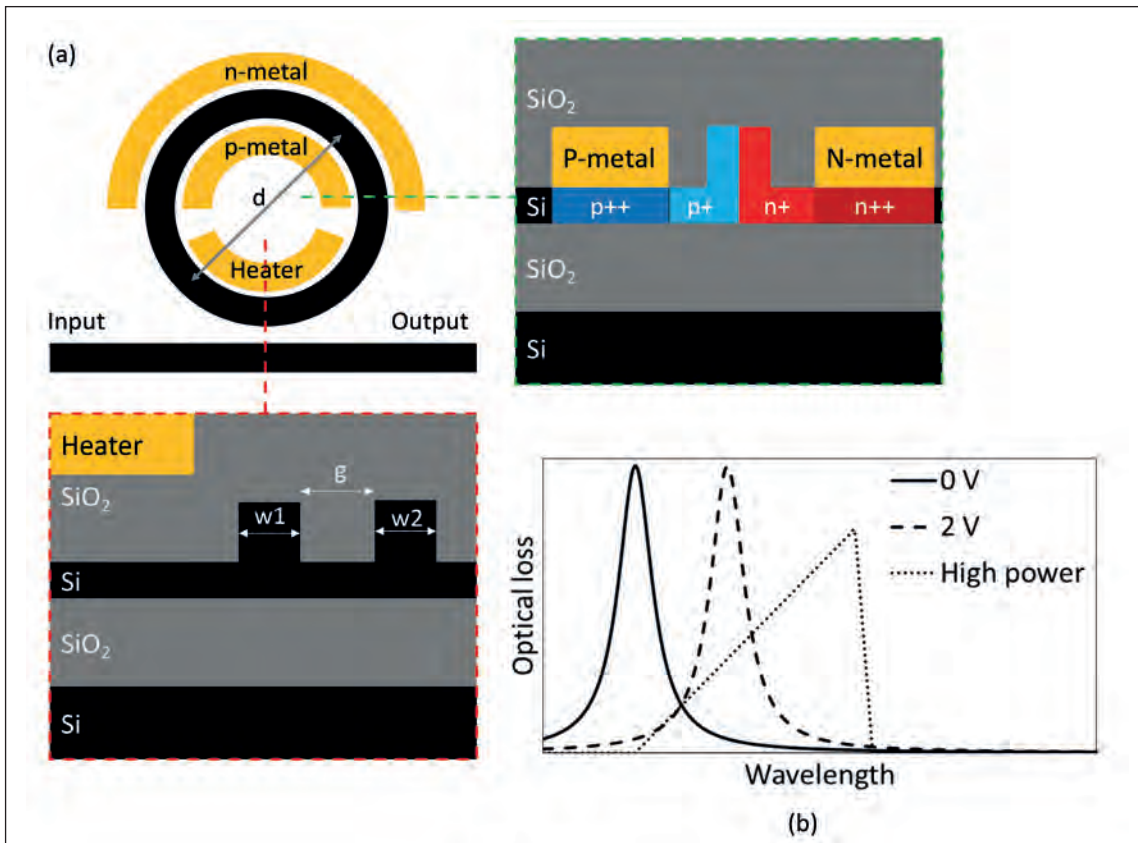 (a)
n-metal
p-metal
d
Heater
Input
Output
SiO₂
P-metal
N-metal
Si
p++
p+
n+
n++
SiO₂
Si
Heater
SiO₂
g
w1
w2
Si
SiO₂
Si
0 V
2 V
High power
Optical loss
Wavelength
(b)